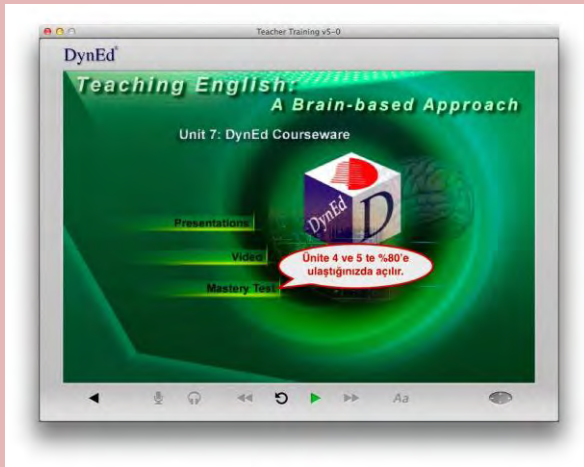 Teacher Training v5-0
DynEd®
Teaching English:
A Brain-based Approach
Unit 7: DynEd Courseware
DynEd
D
Presentations
Video
Ünite 4 ve 5 te %80'e
ulaştığınızda açılır.
Mastery Test
Aa